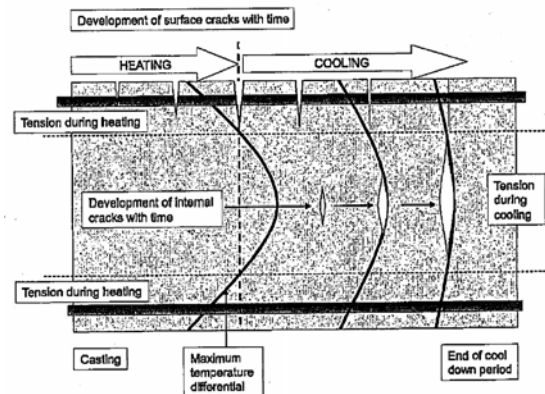 Development of surface cracks with time
HEATING
COOLING
Tension during heating
Development of internal
cracks with time
Tension
during
cooling
Tension during heating
Casting
Maximum
temperature
differential
End of cool
down period